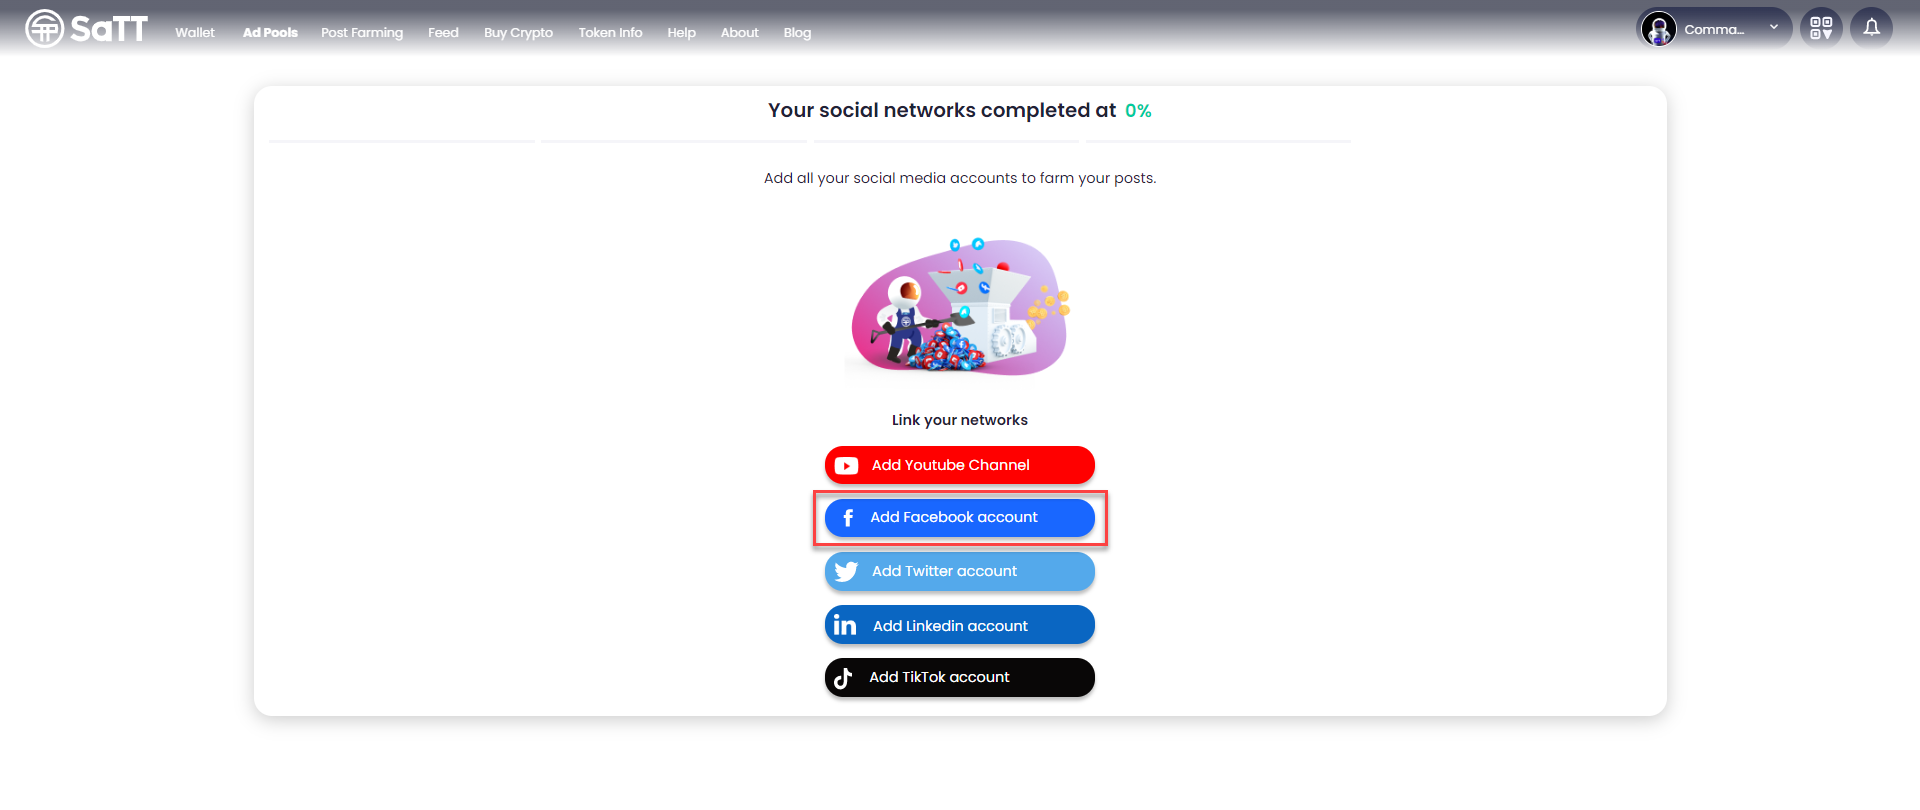 SaTT
Wallet Ad Pools Post Farming Feed Buy Crypto Token Info Help About Blog
Comma...
Your social networks completed at 0%
Add all your social media accounts to farm your posts.
Link your networks
Add Youtube Channel
Add Facebook account
Add Twitter account
Add Linkedin account
Add TikTok account